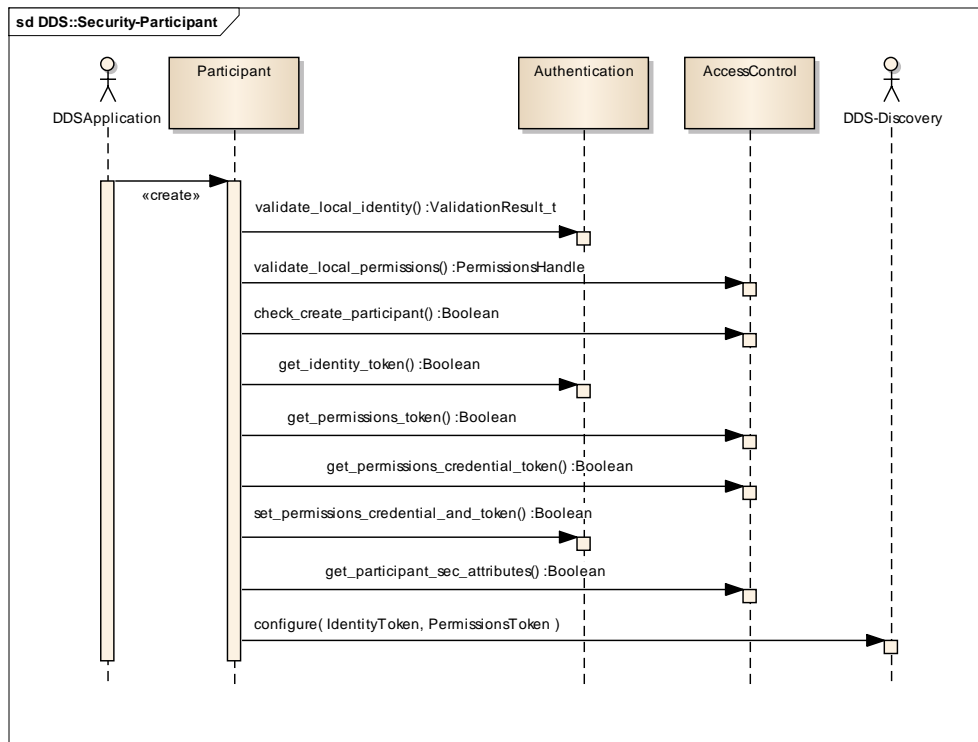 sd DDS::Security-Participant
DDSApplication
Participant
Authentication
AccessControl
DDS-Discovery
«create»
validate_local_identity() :ValidationResult_t
validate_local_permissions() :PermissionsHandle
check_create_participant() :Boolean
get_identity_token() :Boolean
get_permissions_token() :Boolean
get_permissions_credential_token() :Boolean
set_permissions_credential_and_token() :Boolean
get_participant_sec_attributes() :Boolean
configure( IdentityToken, PermissionsToken )